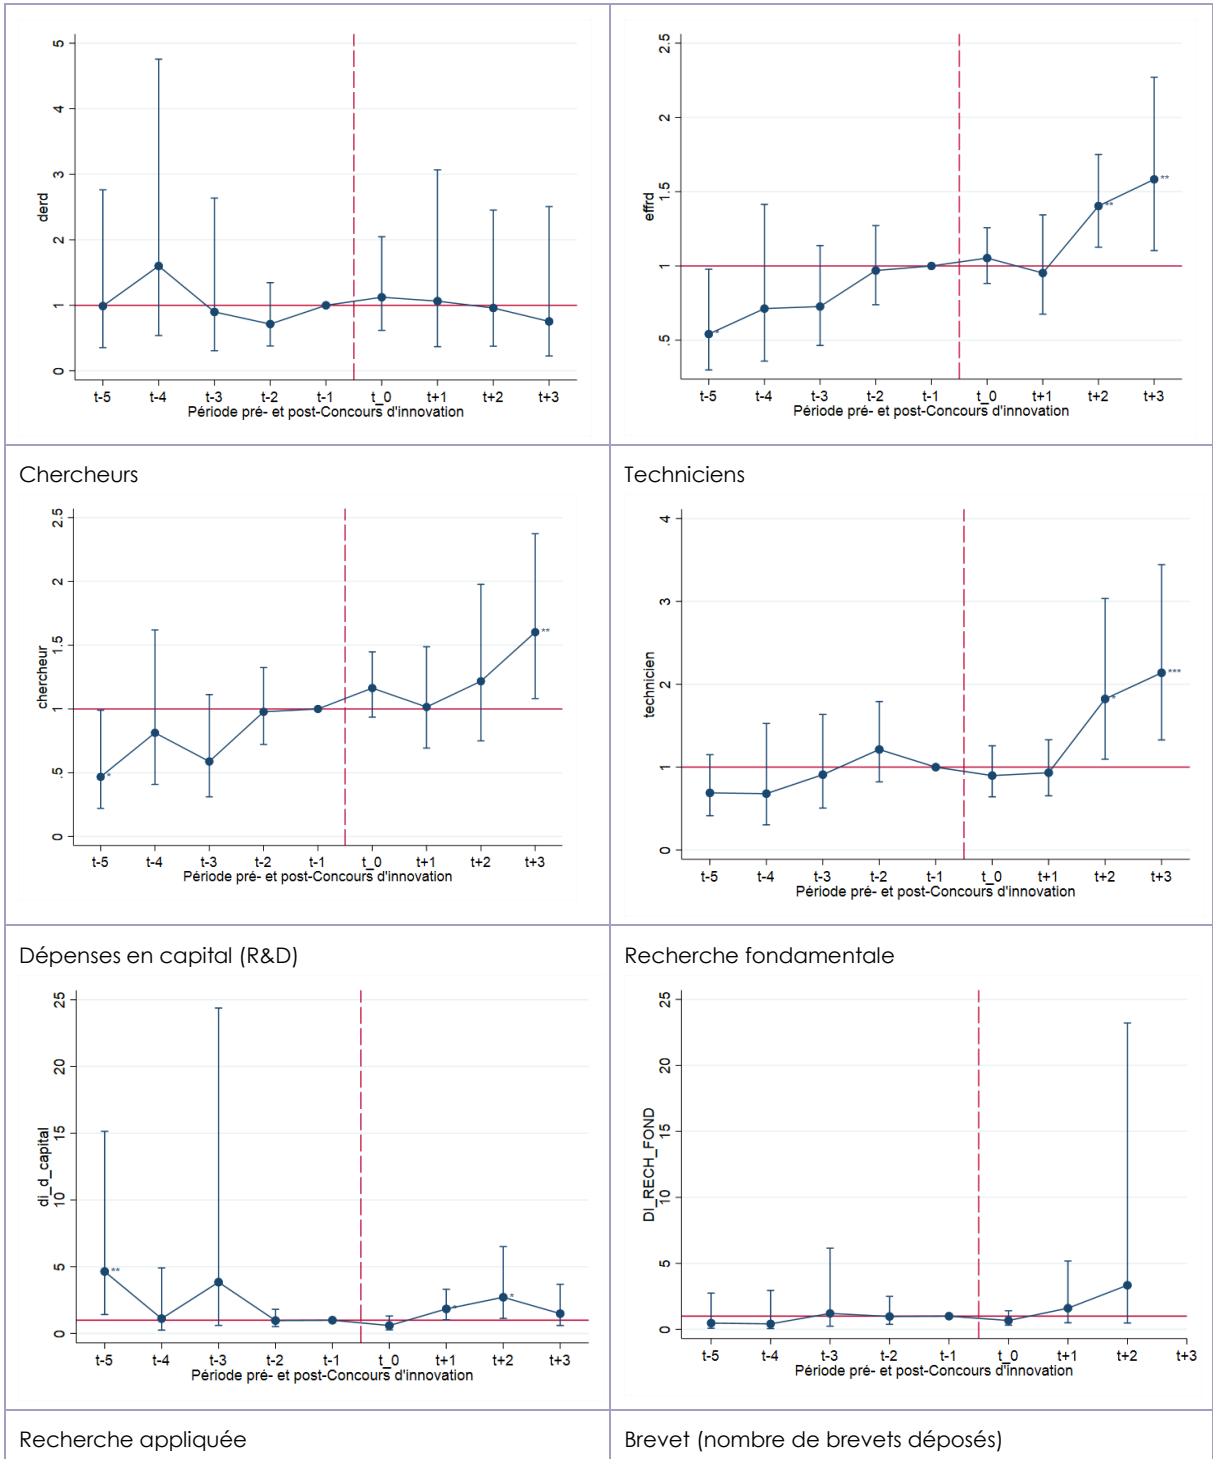 5
4
3
2
1
0
derd
t-5 t-4 t-3 t-2 t-1 t_0 t+1 t+2 t+3
Période pré- et post-Concours d'innovation
2.5
2
1.5
1
.5
effrd
*
**
**
t-5 t-4 t-3 t-2 t-1 t_0 t+1 t+2 t+3
Période pré- et post-Concours d'innovation
Chercheurs
2.5
2
1.5
1
.5
0
chercheur
*
**
t-5 t-4 t-3 t-2 t-1 t_0 t+1 t+2 t+3
Période pré- et post-Concours d'innovation
Techniciens
4
3
2
1
0
technicien
*
***
t-5 t-4 t-3 t-2 t-1 t_0 t+1 t+2 t+3
Période pré- et post-Concours d'innovation
Dépenses en capital (R&D)
25
20
15
10
5
0
di_d_capital
**
*
*
t-5 t-4 t-3 t-2 t-1 t_0 t+1 t+2 t+3
Période pré- et post-Concours d'innovation
Recherche fondamentale
25
20
15
10
5
0
DI_RECH_FOND
t-5 t-4 t-3 t-2 t-1 t_0 t+1 t+2 t+3
Période pré- et post-Concours d'innovation
Recherche appliquée
Brevet (nombre de brevets déposés)